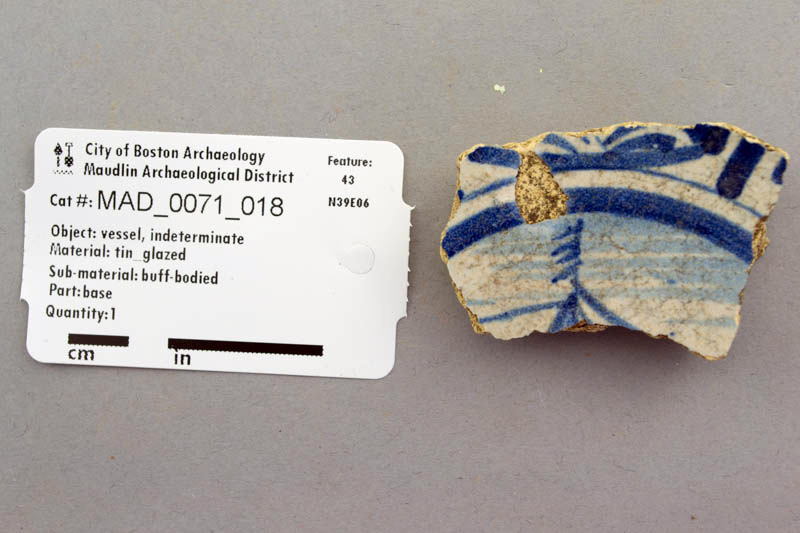 City of Boston Archaeology
Maudlin Archaeological District
Feature:
43
N39E06
Cat #: MAD_0071_018
Object: vessel, indeterminate
Material: tin_glazed
Sub-material: buff-bodied
Part: base
Quantity: 1
cm in